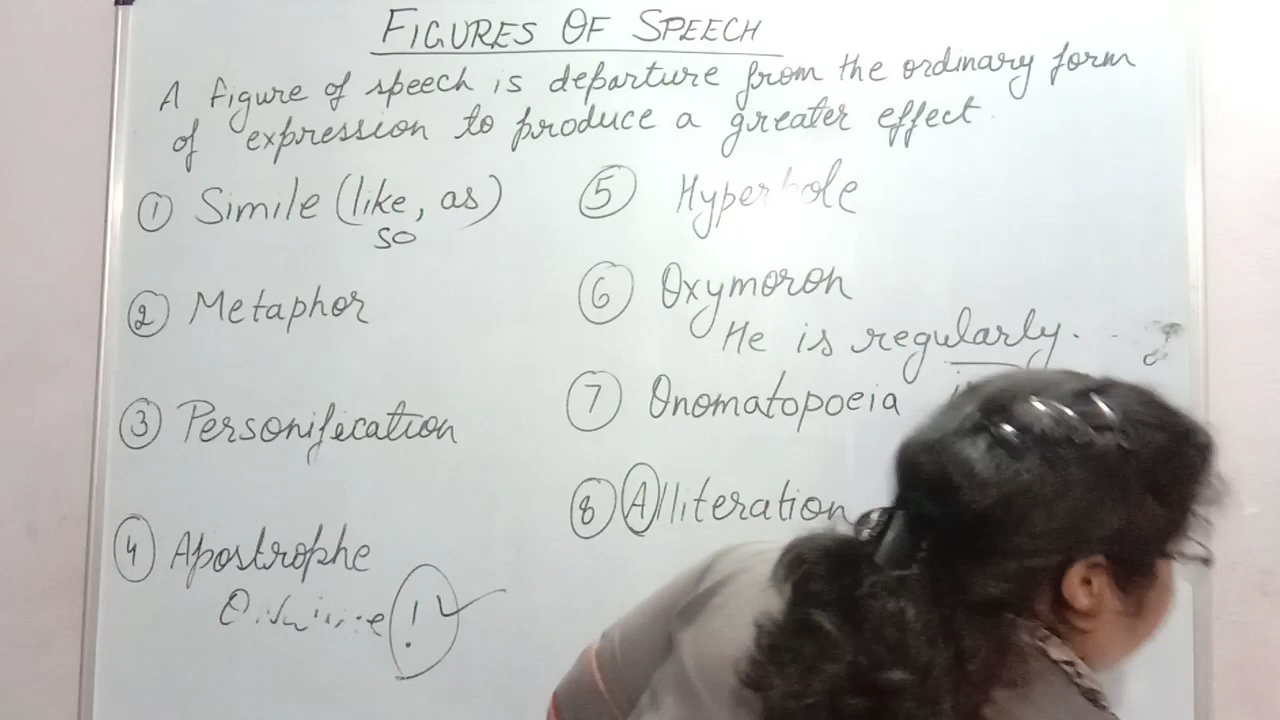 FIGURES OF SPEECH
A figure of speech is departure from the ordinary form
of expression to produce a greater effect.
① Simile (like, as)
so
② Metaphor
③ Personification
④ Apostrophe
!
⑤ Hyperbole
⑥ Oxymoron
He is regularly.
⑦ Onomatopoeia
⑧ Alliteration